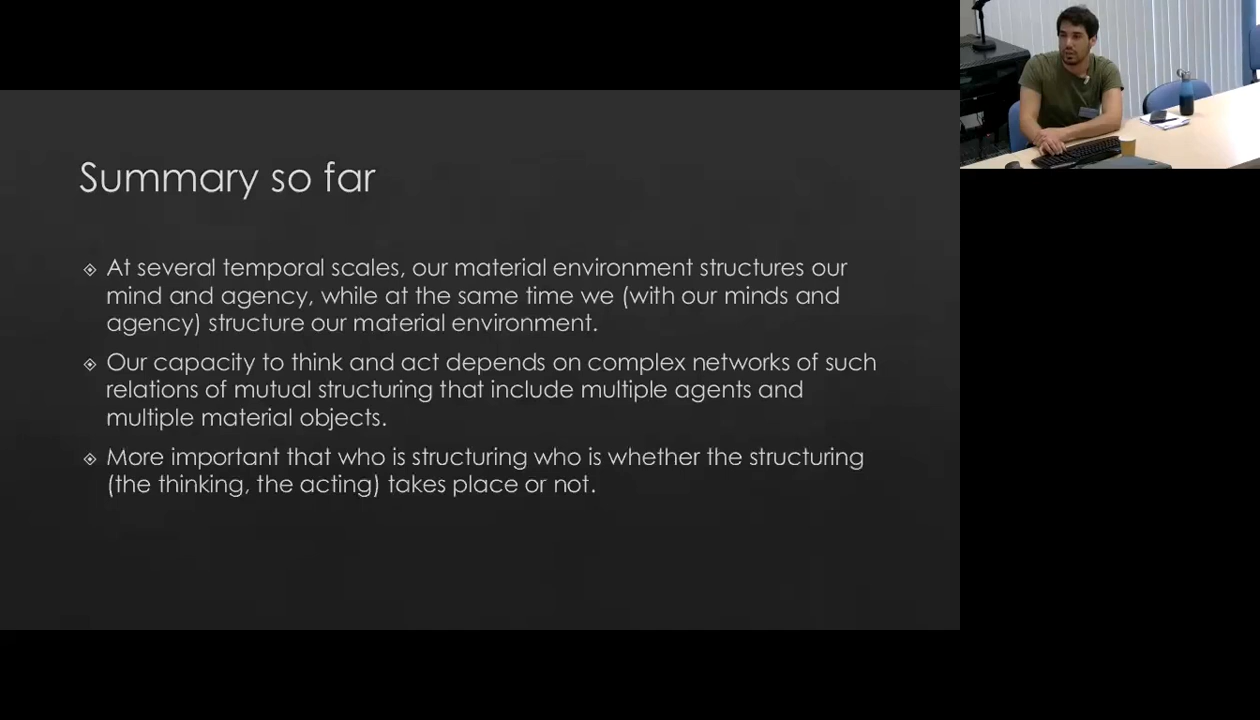 Summary so far
At several temporal scales, our material environment structures our
mind and agency, while at the same time we (with our minds and
agency) structure our material environment.
Our capacity to think and act depends on complex networks of such
relations of mutual structuring that include multiple agents and
multiple material objects.
More important that who is structuring who is whether the structuring
(the thinking, the acting) takes place or not.